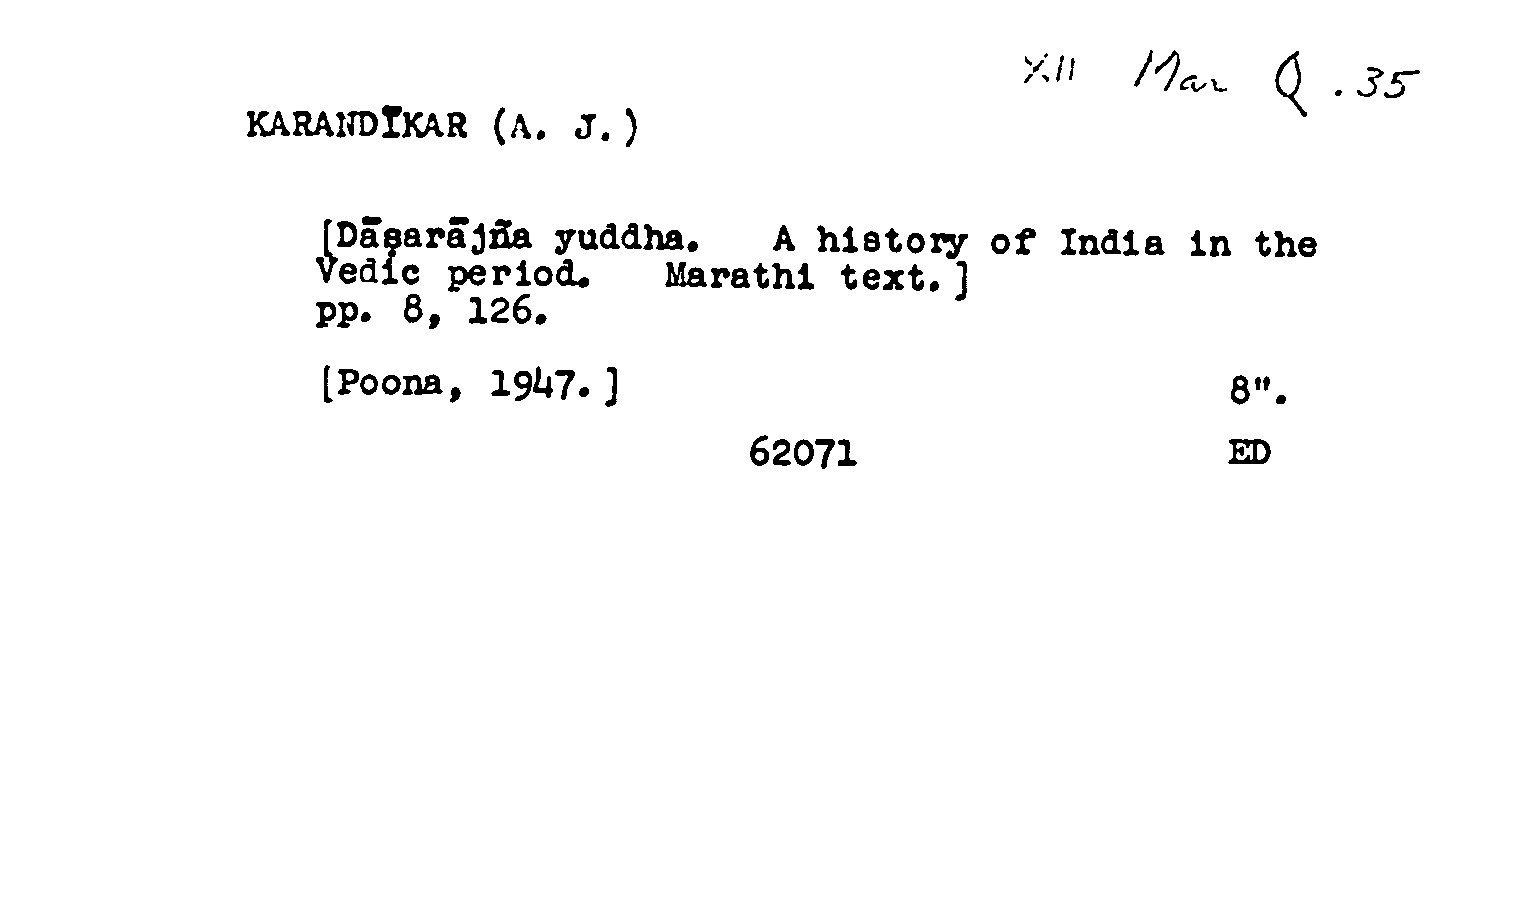 XII Mar Q .35
KARANDĪKAR (A. J.)
[Dāṣarājña yuddha. A history of India in the
Vedic period. Marathi text.]
pp. 8, 126.
[Poona, 1947.] 8".
62071 ED